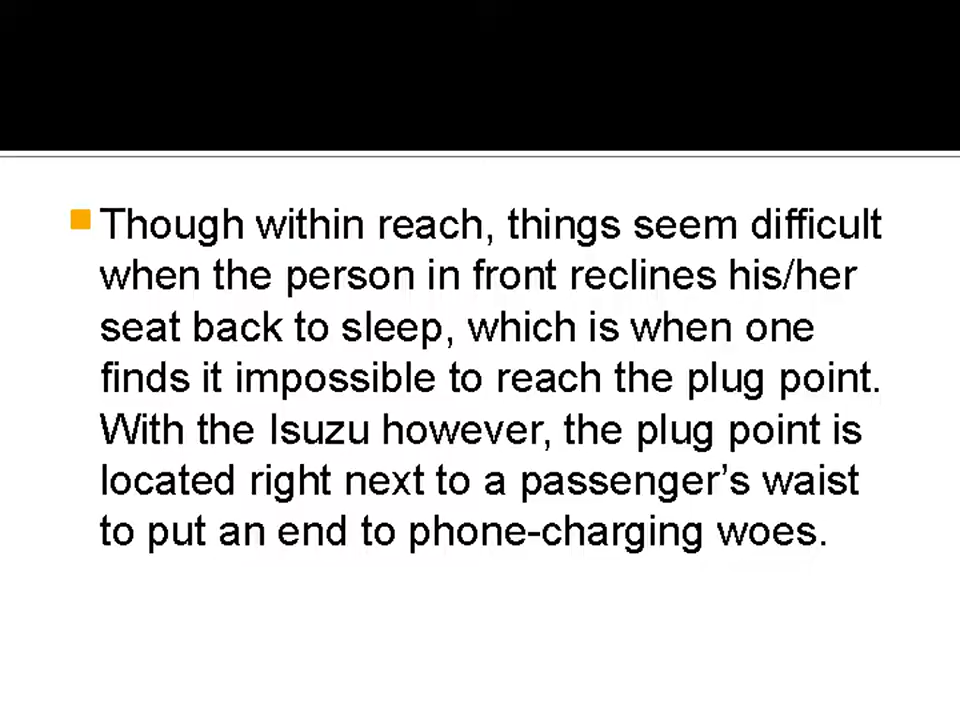 Though within reach, things seem difficult
when the person in front reclines his/her
seat back to sleep, which is when one
finds it impossible to reach the plug point.
With the Isuzu however, the plug point is
located right next to a passenger’s waist
to put an end to phone-charging woes.